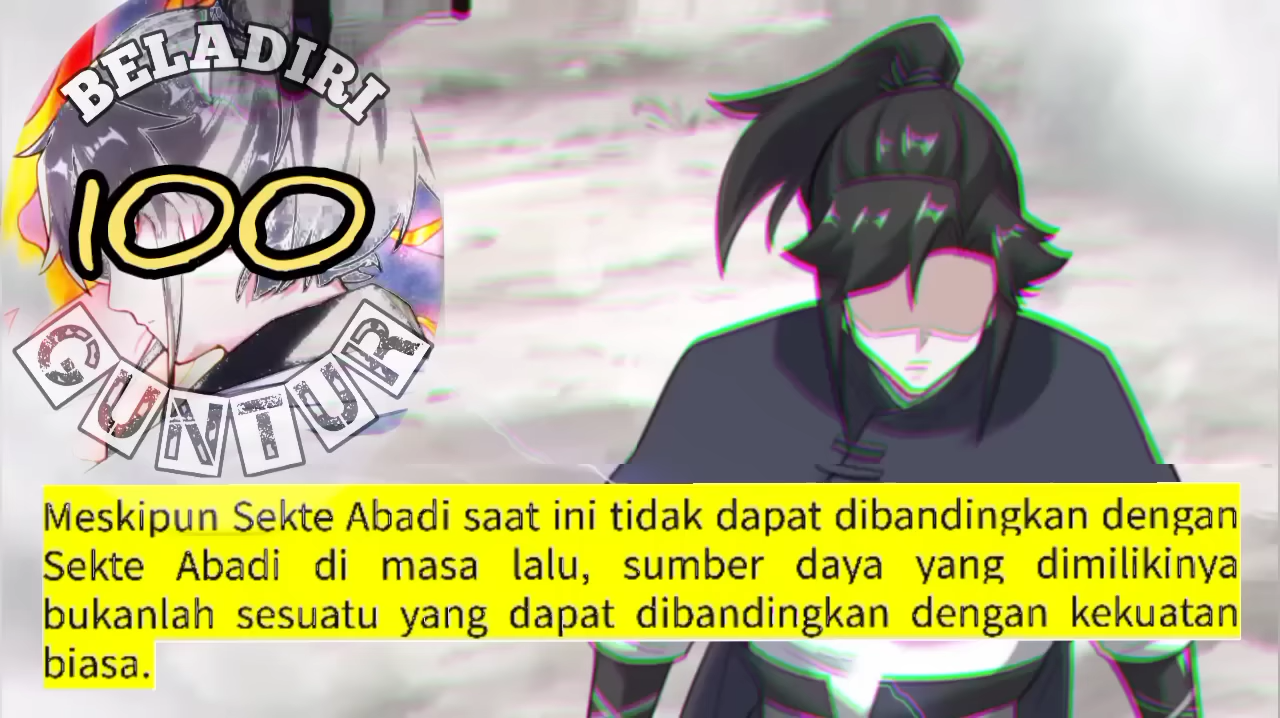 BELADIRI
100
GUNTUR
Meskipun Sekte Abadi saat ini tidak dapat dibandingkan dengan
Sekte Abadi di masa lalu, sumber daya yang dimilikinya
bukanlah sesuatu yang dapat dibandingkan dengan kekuatan
biasa.